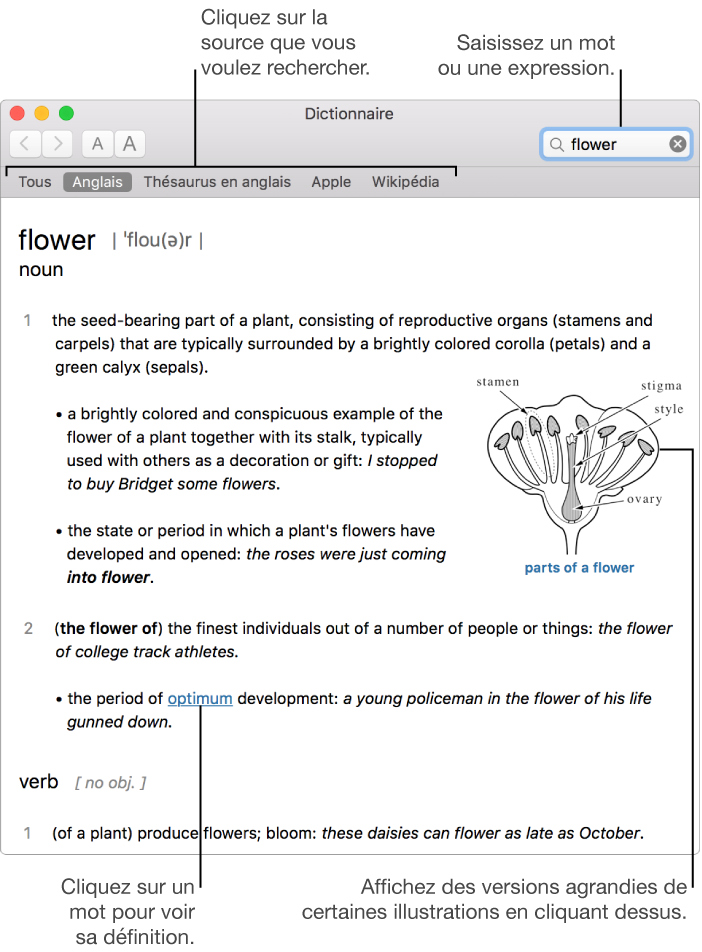 Cliquez sur la
source que vous
voulez rechercher.
Saisissez un mot
ou une expression.
Dictionnaire
A A
flower
Tous Anglais Thésaurus en anglais Apple Wikipédia
flower | ˈflou(ə)r |
noun
1 the seed-bearing part of a plant, consisting of reproductive organs (stamens and
carpels) that are typically surrounded by a brightly colored corolla (petals) and a
green calyx (sepals).
• a brightly colored and conspicuous example of the
flower of a plant together with its stalk, typically
used with others as a decoration or gift: I stopped
to buy Bridget some flowers.
• the state or period in which a plant's flowers have
developed and opened: the roses were just coming
into flower.
stamen
stigma
style
ovary
parts of a flower
2 (the flower of) the finest individuals out of a number of people or things: the flower
of college track athletes.
• the period of optimum development: a young policeman in the flower of his life
gunned down.
verb [ no obj. ]
1 (of a plant) produce flowers; bloom: these daisies can flower as late as October.
Cliquez sur un
mot pour voir
sa définition.
Affichez des versions agrandies de
certaines illustrations en cliquant dessus.